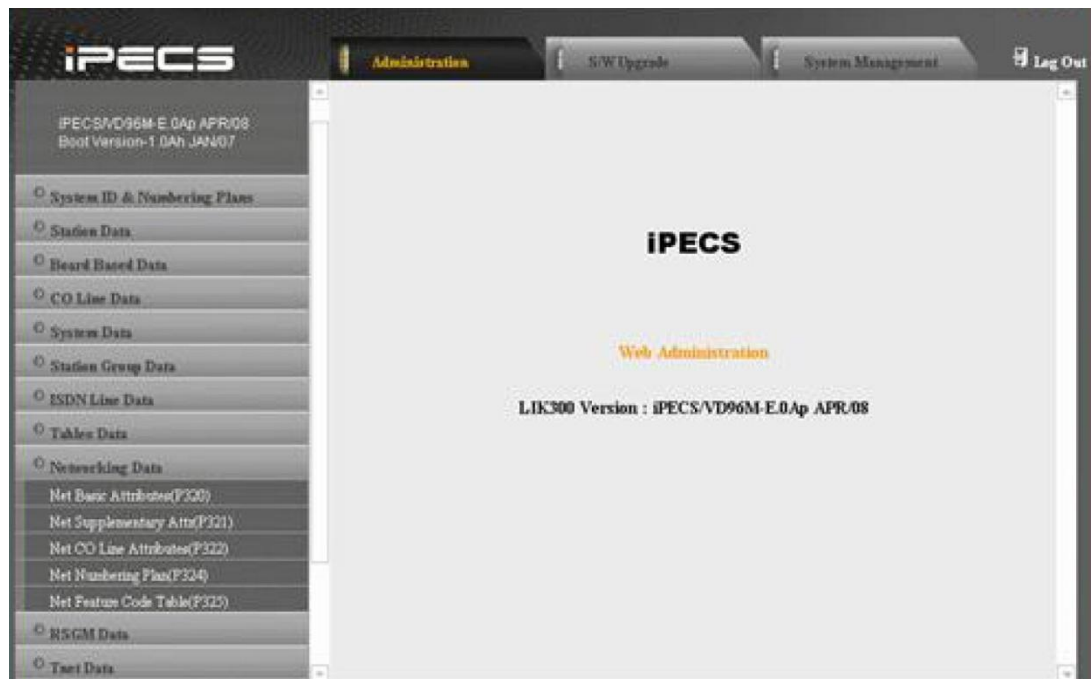 iPECS
Administration
S/W Upgrade
System Management
Log Out
iPECS/VD96M-E.0Ap APR/08
Boot Version-1.0Ah JAN/07
System ID & Numbering Plans
Station Data
Board Based Data
CO Line Data
System Data
Station Group Data
ISDN Line Data
Tables Data
Networking Data
Net Basic Attributes(P320)
Net Supplementary Attr(P321)
Net CO Line Attributes(P322)
Net Numbering Plan(P324)
Net Feature Code Table(P325)
RSGM Data
Tnet Data
iPECS
Web Administration
LIK300 Version : iPECS/VD96M-E.0Ap APR/08